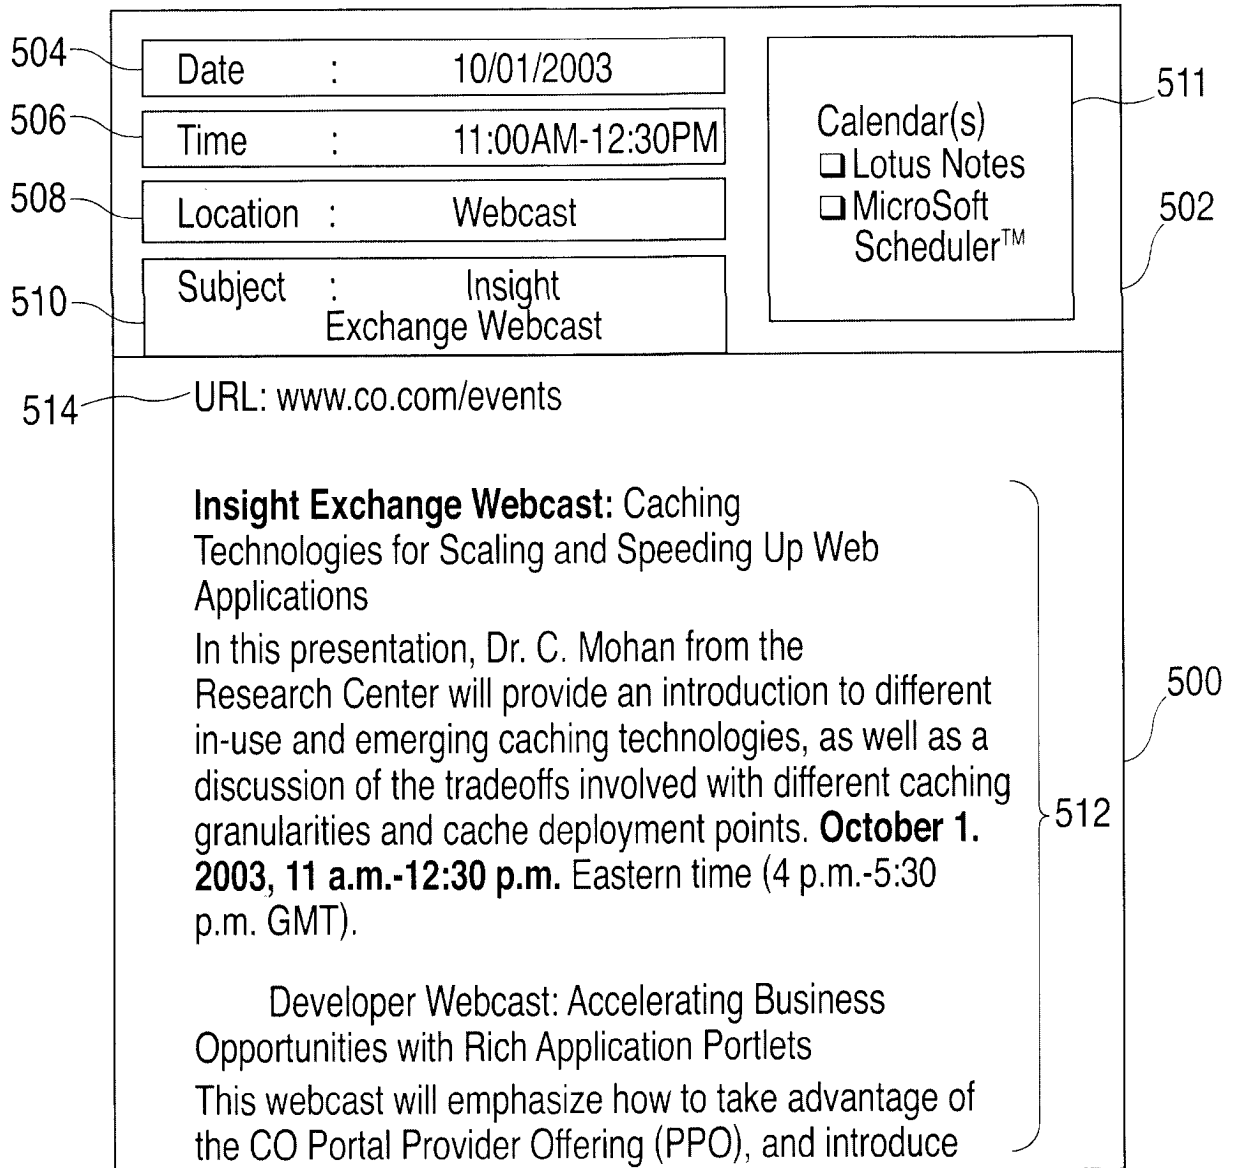 504
Date : 10/01/2003
506
Time : 11:00AM-12:30PM
508
Location : Webcast
510
Subject : Insight
Exchange Webcast
Calendar(s)
❑ Lotus Notes
❑ MicroSoft
Scheduler™
511
502
514
URL: www.co.com/events
Insight Exchange Webcast: Caching
Technologies for Scaling and Speeding Up Web
Applications
In this presentation, Dr. C. Mohan from the
Research Center will provide an introduction to different
in-use and emerging caching technologies, as well as a
discussion of the tradeoffs involved with different caching
granularities and cache deployment points. October 1.
2003, 11 a.m.-12:30 p.m. Eastern time (4 p.m.-5:30
p.m. GMT).
Developer Webcast: Accelerating Business
Opportunities with Rich Application Portlets
This webcast will emphasize how to take advantage of
the CO Portal Provider Offering (PPO), and introduce
500
512